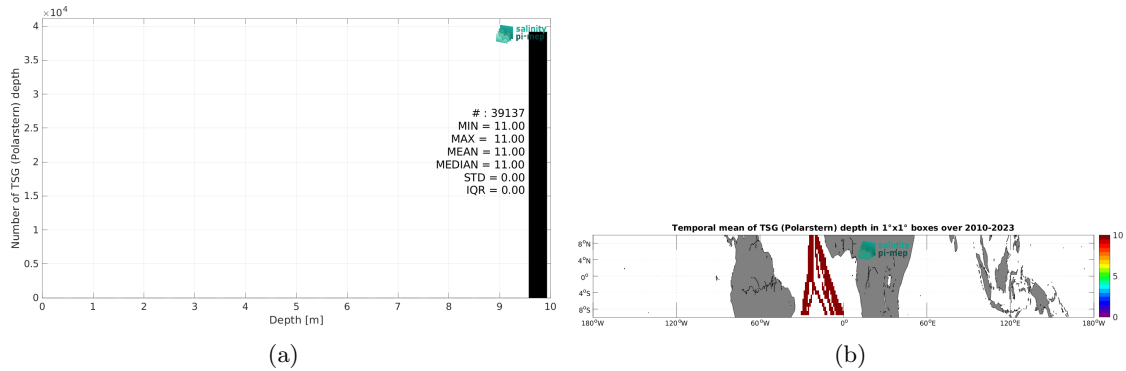 ×10⁴
4
3.5
3
2.5
2
1.5
1
0.5
0
Number of TSG (Polarstern) depth
salinity
pi-mep
# : 39137
MIN = 11.00
MAX = 11.00
MEAN = 11.00
MEDIAN = 11.00
STD = 0.00
IQR = 0.00
0 1 2 3 4 5 6 7 8 9 10
Depth [m]
(a)
Temporal mean of TSG (Polarstern) depth in 1°x1° boxes over 2010-2023
salinity
pi-mep
8°N
4°N
0°
4°S
8°S
180°W 120°W 60°W 0° 60°E 120°E 180°W
10
5
0
(b)